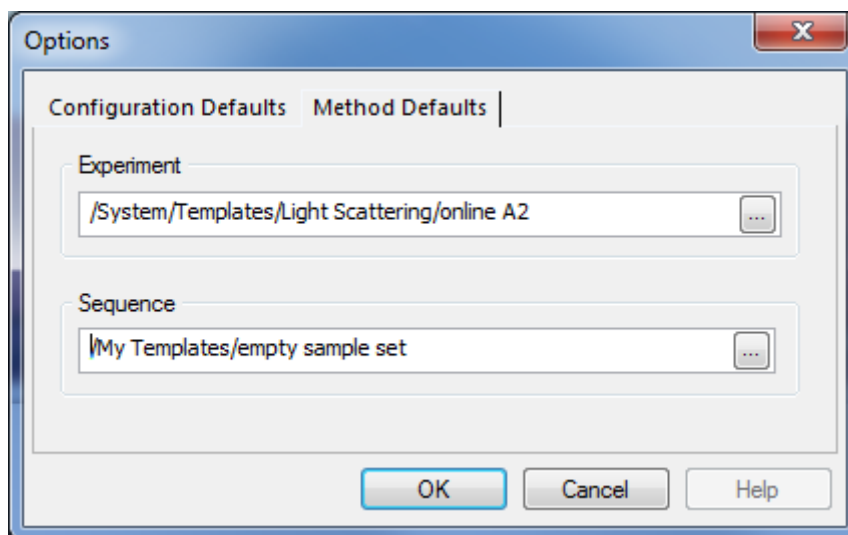 Options
Configuration Defaults Method Defaults
Experiment
/System/Templates/Light Scattering/online A2
...
Sequence
/My Templates/empty sample set
...
OK Cancel Help